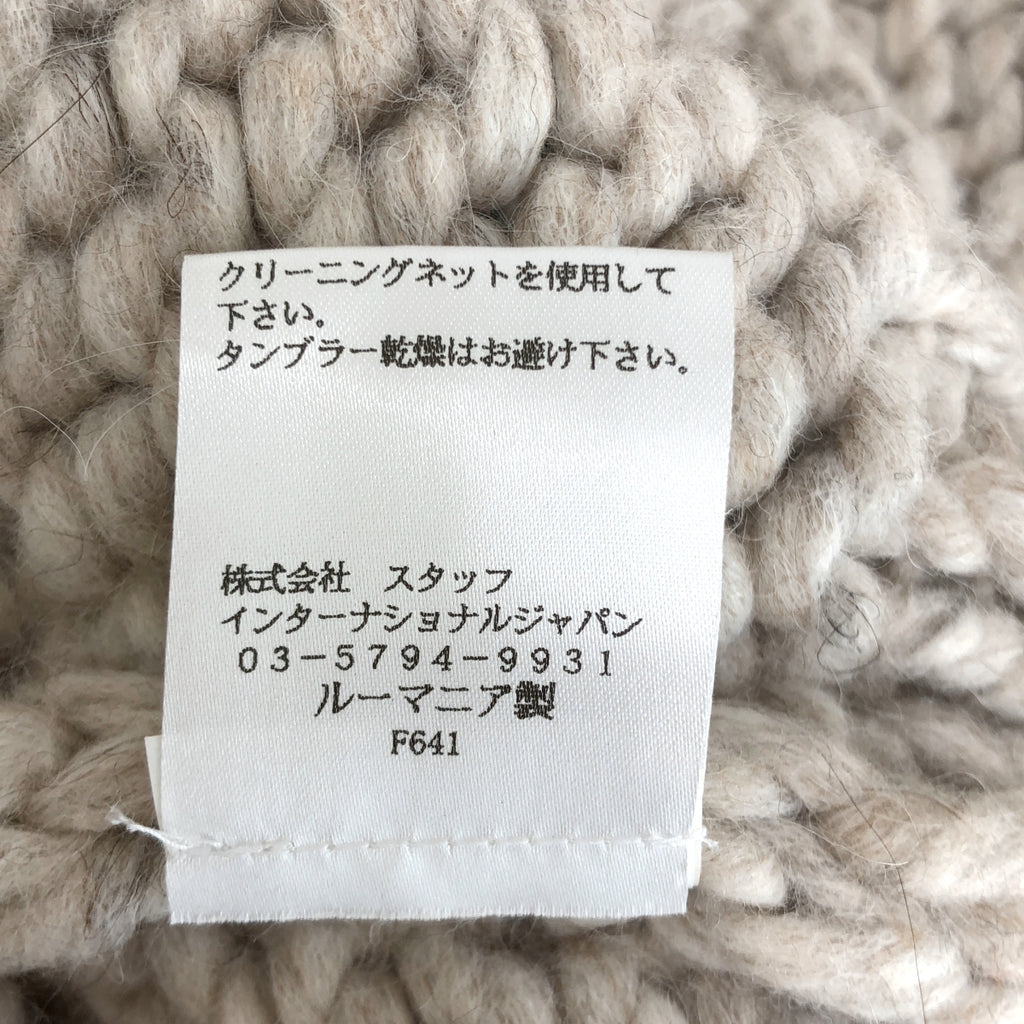 クリーニングネットを使用して
下さい。
タンブラー乾燥はお避け下さい。
株式会社　スタッフ
インターナショナルジャパン
０３－５７９４－９９３１
ルーマニア製
F641